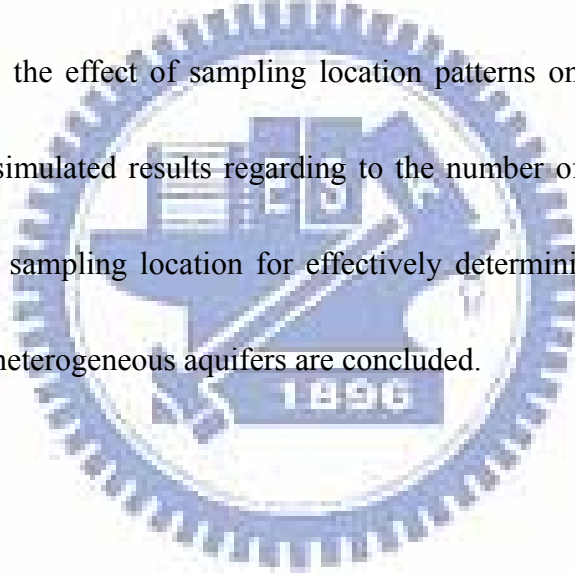 the effect of sampling location patterns on
simulated results regarding to the number of
sampling location for effectively determini
heterogeneous aquifers are concluded.
1896